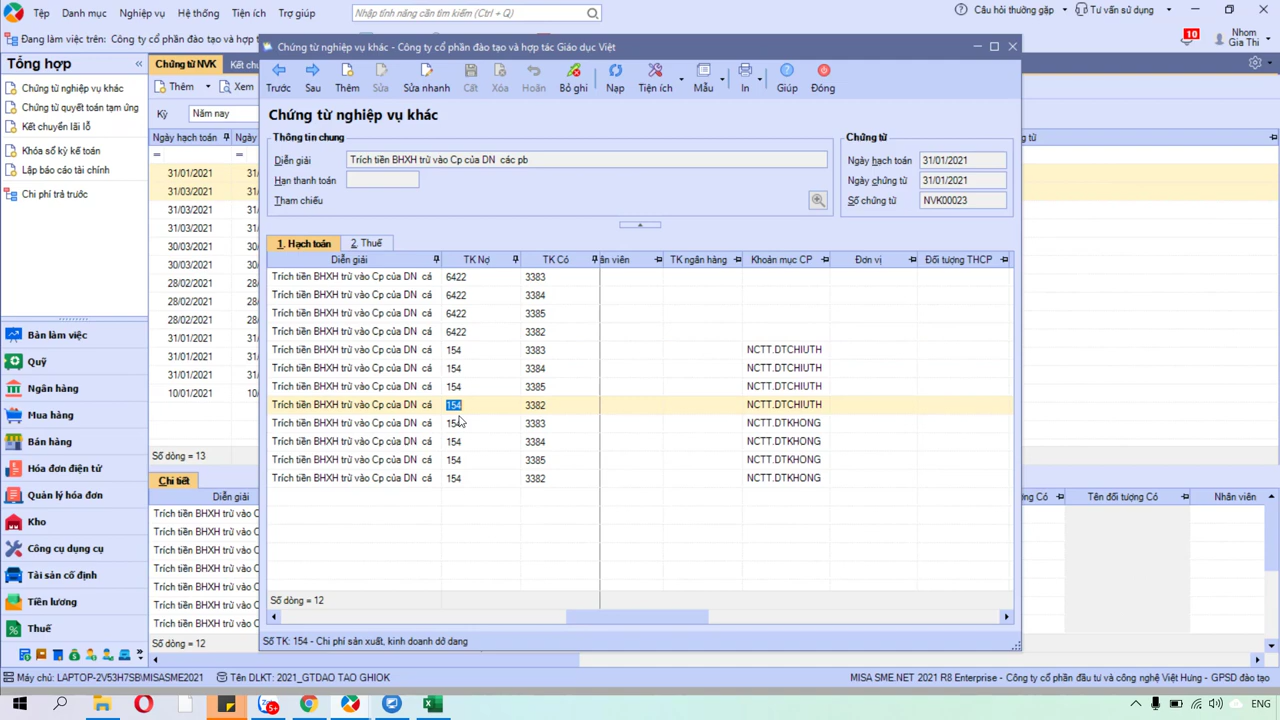 Tệp Danh mục Nghiệp vụ Hệ thống Tiện ích Trợ giúp
Nhập thông tin cần tìm kiếm (Ctrl + Q)
Câu hỏi thường gặp Tư vấn sử dụng
Đang làm việc trên: Công ty cổ phần đào tạo và hợp tá
10
Nhom
Gia Thi
Tổng hợp
Chứng từ nghiệp vụ khác
Chứng từ quyết toán tạm ứng
Kết chuyển lãi lỗ
Khóa sổ kỳ kế toán
Lập báo cáo tài chính
Chi phí trả trước
Bàn làm việc
Quỹ
Ngân hàng
Mua hàng
Bán hàng
Hóa đơn điện tử
Quản lý hóa đơn
Kho
Công cụ dụng cụ
Tài sản cố định
Tiền lương
Thuế
Chứng từ NVK Kết chu
Thêm Xem
Kỳ Năm nay
Ngày hạch toán Ngày
= =
31/01/2021 31/
31/03/2021 31/
31/03/2021 31/
31/03/2021 31/
30/03/2021 30/
30/03/2021 30/
28/02/2021 28/
28/02/2021 28/
28/02/2021 28/
31/01/2021 31/
31/01/2021 31/
31/01/2021 31/
10/01/2021 10/
Số dòng = 13
Chi tiết
Diễn giải
Trích tiền BHXH trừ vào C
Trích tiền BHXH trừ vào C
Trích tiền BHXH trừ vào C
Trích tiền BHXH trừ vào C
Trích tiền BHXH trừ vào C
Trích tiền BHXH trừ vào C
Trích tiền BHXH trừ vào C
Số dòng = 12
Chứng từ nghiệp vụ khác - Công ty cổ phần đào tạo và hợp tác Giáo dục Việt
Trước Sau Thêm Sửa Sửa nhanh Cất Xóa Hoãn Bỏ ghi Nạp Tiện ích Mẫu In Giúp Đóng
Chứng từ nghiệp vụ khác
Thông tin chung
Diễn giải Trích tiền BHXH trừ vào Cp của DN các pb
Hạn thanh toán
Tham chiếu
Chứng từ
Ngày hạch toán 31/01/2021
Ngày chứng từ 31/01/2021
Số chứng từ NVK00023
1. Hạch toán 2. Thuế
Diễn giải TK Nợ TK Có ân viên TK ngân hàng Khoản mục CP Đơn vị Đối tượng THCP
Trích tiền BHXH trừ vào Cp của DN cá 6422 3383
Trích tiền BHXH trừ vào Cp của DN cá 6422 3384
Trích tiền BHXH trừ vào Cp của DN cá 6422 3385
Trích tiền BHXH trừ vào Cp của DN cá 6422 3382
Trích tiền BHXH trừ vào Cp của DN cá 154 3383 NCTT.DTCHIUTH
Trích tiền BHXH trừ vào Cp của DN cá 154 3384 NCTT.DTCHIUTH
Trích tiền BHXH trừ vào Cp của DN cá 154 3385 NCTT.DTCHIUTH
Trích tiền BHXH trừ vào Cp của DN cá 154 3382 NCTT.DTCHIUTH
Trích tiền BHXH trừ vào Cp của DN cá 154 3383 NCTT.DTKHONG
Trích tiền BHXH trừ vào Cp của DN cá 154 3384 NCTT.DTKHONG
Trích tiền BHXH trừ vào Cp của DN cá 154 3385 NCTT.DTKHONG
Trích tiền BHXH trừ vào Cp của DN cá 154 3382 NCTT.DTKHONG
Số dòng = 12
Số TK: 154 - Chi phí sản xuất, kinh doanh dở dang
ng từ
ng Có Tên đối tượng Có Nhân viên
Máy chủ: LAPTOP-2V53H7SB\MISASME2021 Tên DLKT: 2021_GTDAO TAO GHIOK
MISA SME.NET 2021 R8 Enterprise - Công ty cổ phần đầu tư và công nghệ Việt Hưng - GPSD đào tạo
5+
ENG